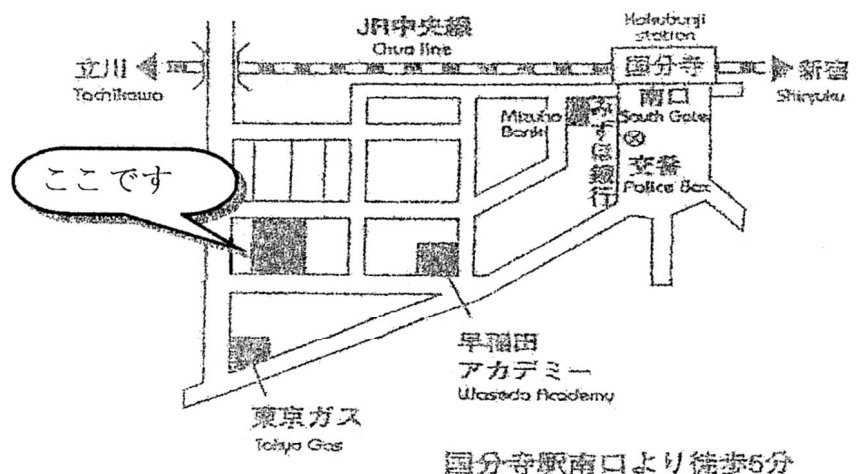 JR中央線
Chuo line
Kokubunji
station
立川
Tachikawa
国分寺
新宿
Shinjuku
南口
South Gate
Mizuho
Bank
みずほ銀行
交番
Police Box
ここです
早稲田
アカデミー
Waseda Academy
東京ガス
Tokyo Gas
国分寺駅南口より徒歩5分